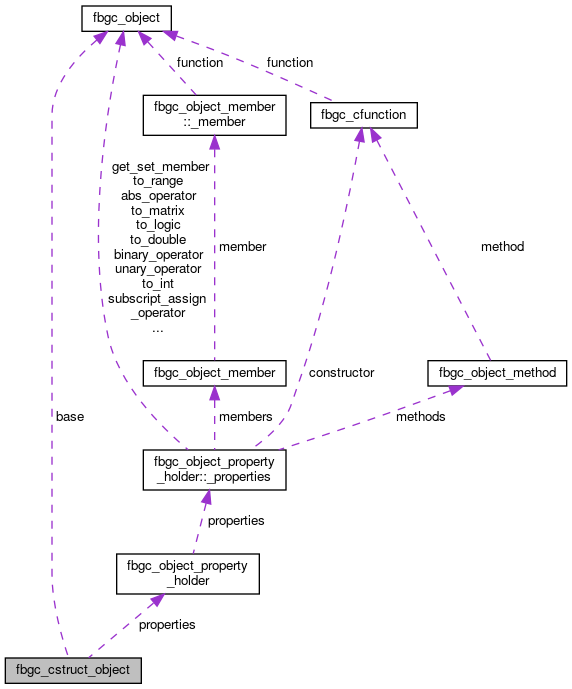 fbgc_object
function
function
fbgc_object_member
::_member
fbgc_cfunction
get_set_member
to_range
abs_operator
to_matrix
to_logic
to_double
binary_operator
unary_operator
to_int
subscript_assign
_operator
...
member
method
fbgc_object_member
constructor
fbgc_object_method
base
members
methods
fbgc_object_property
_holder::_properties
properties
fbgc_object_property
_holder
properties
fbgc_cstruct_object